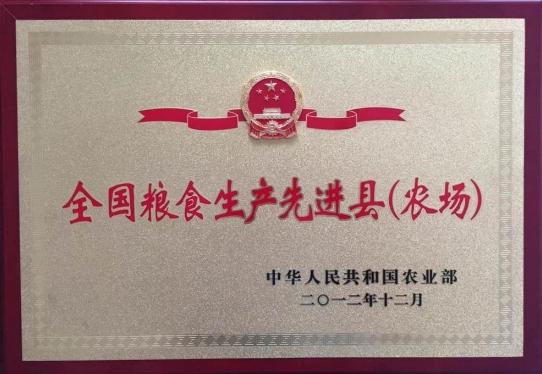 全国粮食生产先进县(农场)
中华人民共和国农业部
二〇一二年十二月